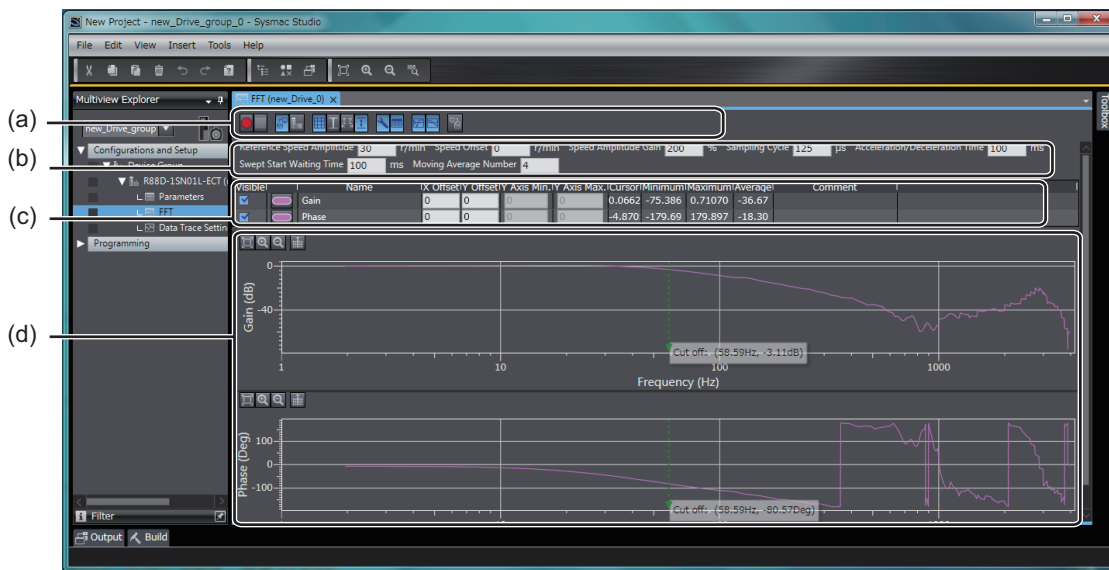 New Project - new_Drive_group_0 - Sysmac Studio
File Edit View Insert Tools Help
Multiview Explorer
FFT (new_Drive_0)
Toolbox
(a)
new_Drive_group
(b)
Configurations and Setup
Reference Speed Amplitude 30 r/min Speed Offset 0 r/min Speed Amplitude Gain 200 % Sampling Cycle 125 μs Acceleration/Deceleration Time 100 ms
Swept Start Waiting Time 100 ms Moving Average Number 4
Device Group
R88D-1SN01L-ECT (
Parameters
FFT
Data Trace Settin
Programming
(c)
Visible Name X Offset Y Offset Y Axis Min. Y Axis Max. Cursor Minimum Maximum Average Comment
Gain 0 0 0 0 0.0662 -75.386 0.71070 -36.67
Phase 0 0 0 0 -4.870 -179.69 179.897 -18.30
(d)
0
-40
Gain (dB)
Cut off: (58.59Hz, -3.11dB)
1 10 100 1000
Frequency (Hz)
100
0
-100
Phase (Deg)
Cut off: (58.59Hz, -80.57Deg)
Filter
Output Build